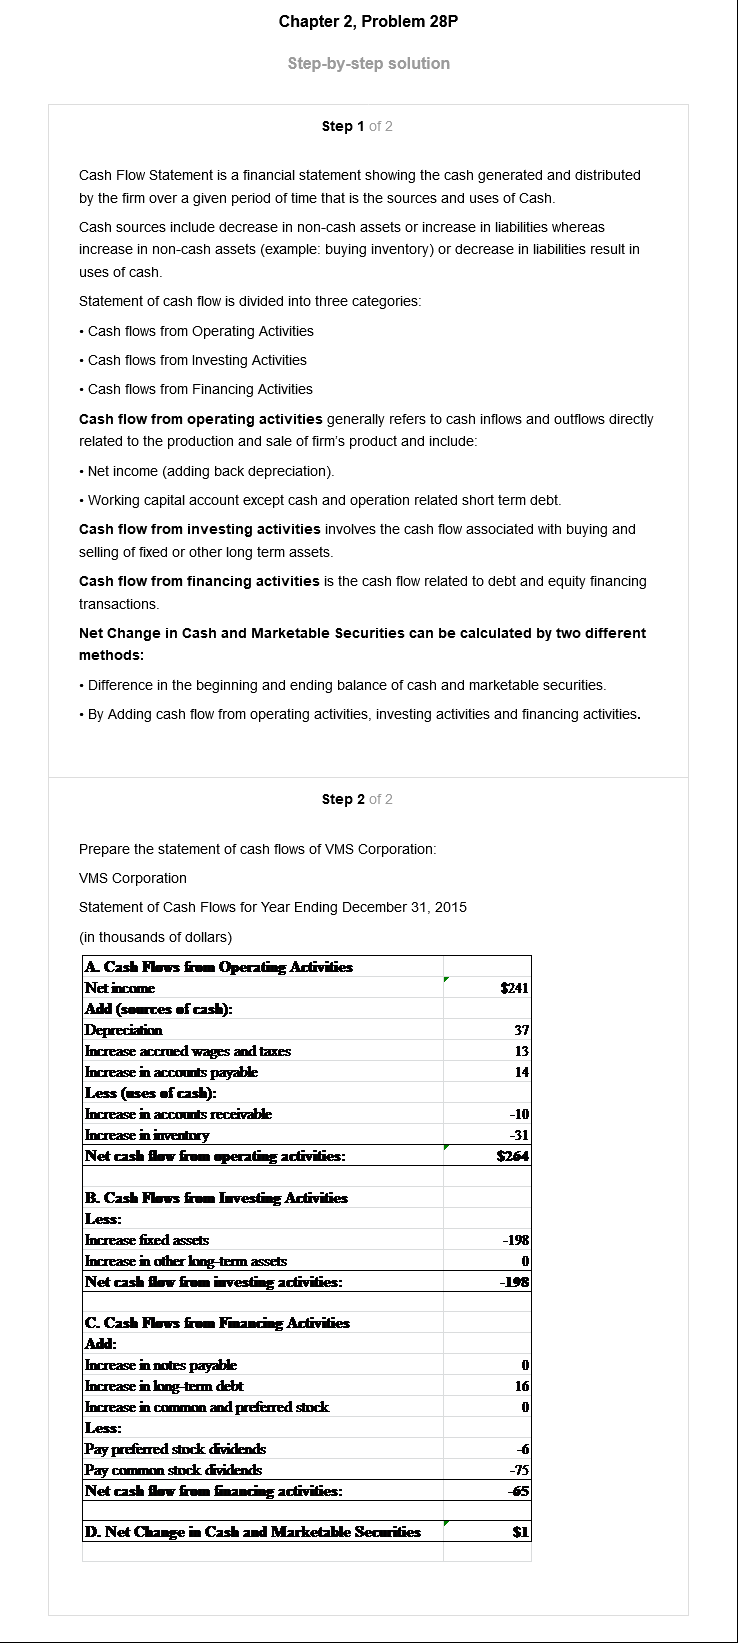 Chapter 2, Problem 28P
Step-by-step solution
Step 1 of 2
Cash Flow Statement is a financial statement showing the cash generated and distributed
by the firm over a given period of time that is the sources and uses of Cash.
Cash sources include decrease in non-cash assets or increase in liabilities whereas
increase in non-cash assets (example: buying inventory) or decrease in liabilities result in
uses of cash.
Statement of cash flow is divided into three categories:
• Cash flows from Operating Activities
• Cash flows from Investing Activities
• Cash flows from Financing Activities
Cash flow from operating activities generally refers to cash inflows and outflows directly
related to the production and sale of firm's product and include:
• Net income (adding back depreciation).
• Working capital account except cash and operation related short term debt.
Cash flow from investing activities involves the cash flow associated with buying and
selling of fixed or other long term assets.
Cash flow from financing activities is the cash flow related to debt and equity financing
transactions.
Net Change in Cash and Marketable Securities can be calculated by two different
methods:
• Difference in the beginning and ending balance of cash and marketable securities.
• By Adding cash flow from operating activities, investing activities and financing activities.
Step 2 of 2
Prepare the statement of cash flows of VMS Corporation:
VMS Corporation
Statement of Cash Flows for Year Ending December 31, 2015
(in thousands of dollars)
A. Cash Flows from Operating Activities
Net income $241
Add (sources of cash):
Depreciation 37
Increase accrued wages and taxes 13
Increase in accounts payable 14
Less (uses of cash):
Increase in accounts receivable -10
Increase in inventory -31
Net cash flow from operating activities: $264
B. Cash Flows from Investing Activities
Less:
Increase fixed assets -198
Increase in other long-term assets 0
Net cash flow from investing activities: -198
C. Cash Flows from Financing Activities
Add:
Increase in notes payable 0
Increase in long-term debt 16
Increase in common and preferred stock 0
Less:
Pay preferred stock dividends -6
Pay common stock dividends -75
Net cash flow from financing activities: -65
D. Net Change in Cash and Marketable Securities $1